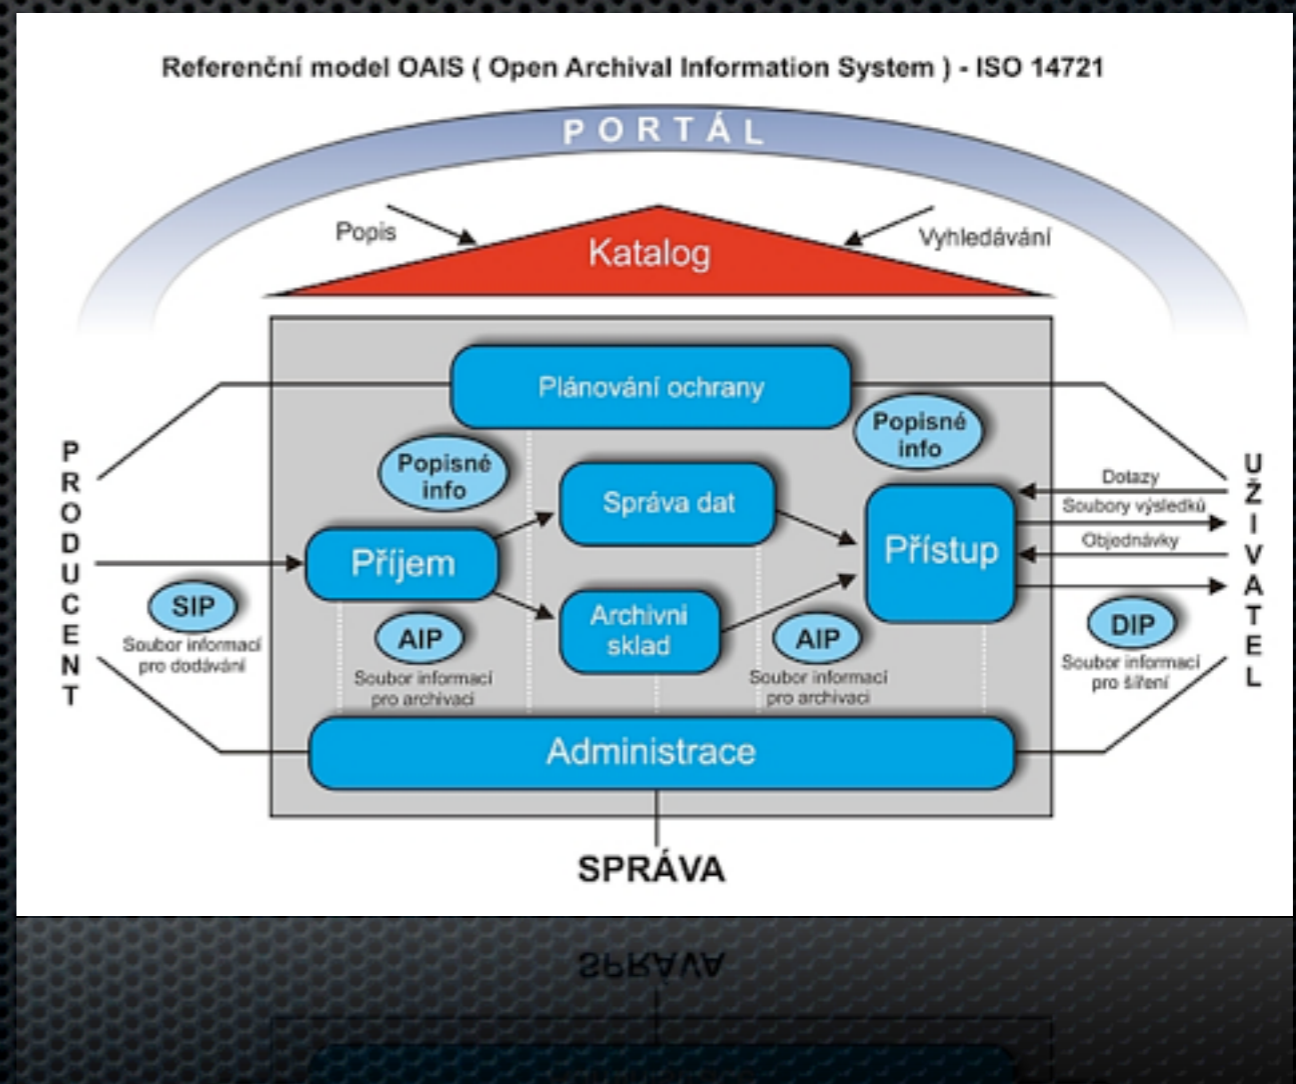 Referenční model OAIS ( Open Archival Information System ) - ISO 14721
PORTÁL
Popis
Vyhledávání
Katalog
Plánování ochrany
Popisné
info
Popisné
info
Správa dat
Příjem
Přístup
Archivni
sklad
PRODUCENT
UŽIVATEL
Dotazy
Soubory výsledků
Objednávky
SIP
Soubor informací
pro dodávání
AIP
Soubor informací
pro archivaci
AIP
Soubor informací
pro archivaci
DIP
Soubor informací
pro šíření
Administrace
SPRÁVA